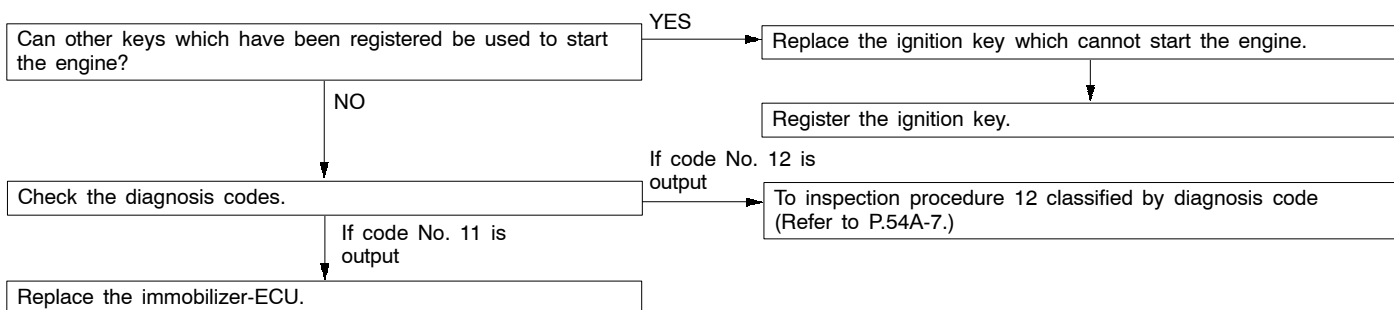 Can other keys which have been registered be used to start
the engine?
YES
Replace the ignition key which cannot start the engine.
NO
Register the ignition key.
Check the diagnosis codes.
If code No. 12 is
output
To inspection procedure 12 classified by diagnosis code
(Refer to P.54A-7.)
If code No. 11 is
output
Replace the immobilizer-ECU.